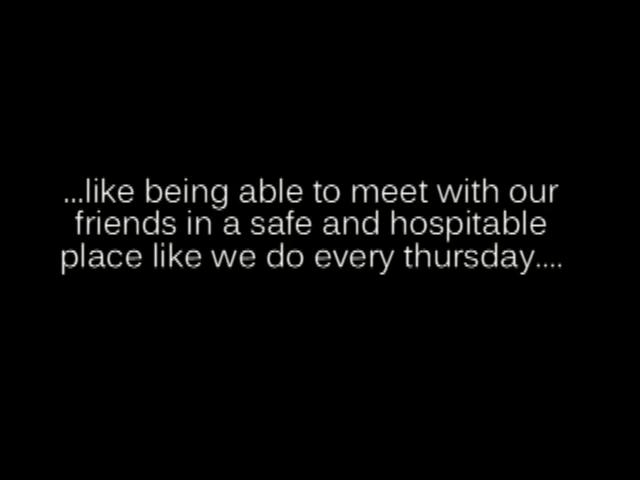 ...like being able to meet with our
friends in a safe and hospitable
place like we do every thursday....